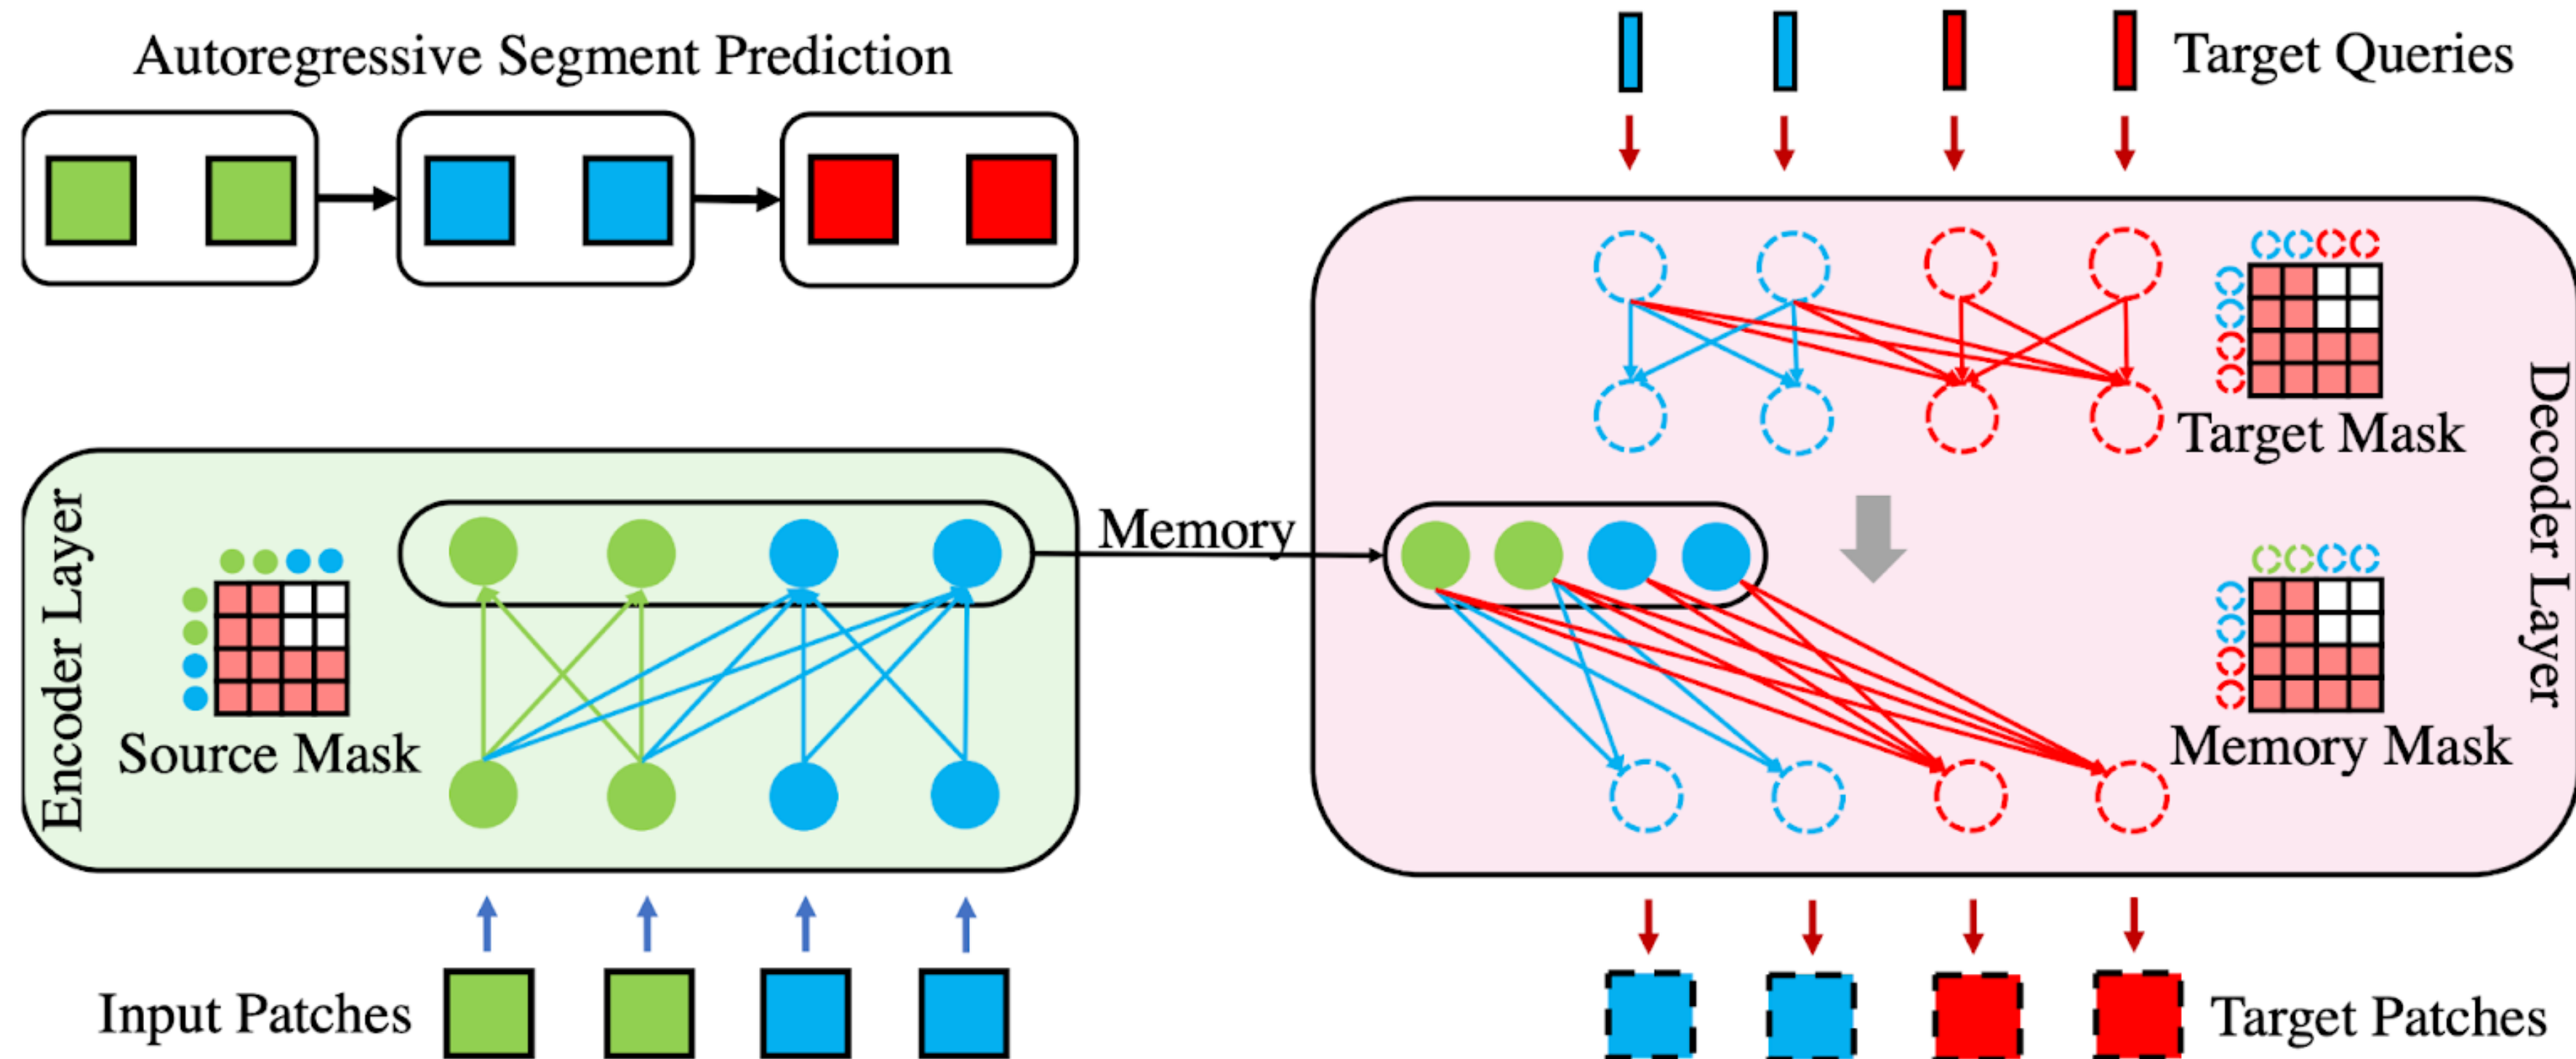 Autoregressive Segment Prediction
Target Queries
Target Mask
Decoder Layer
Encoder Layer
Memory
Source Mask
Memory Mask
Input Patches
Target Patches